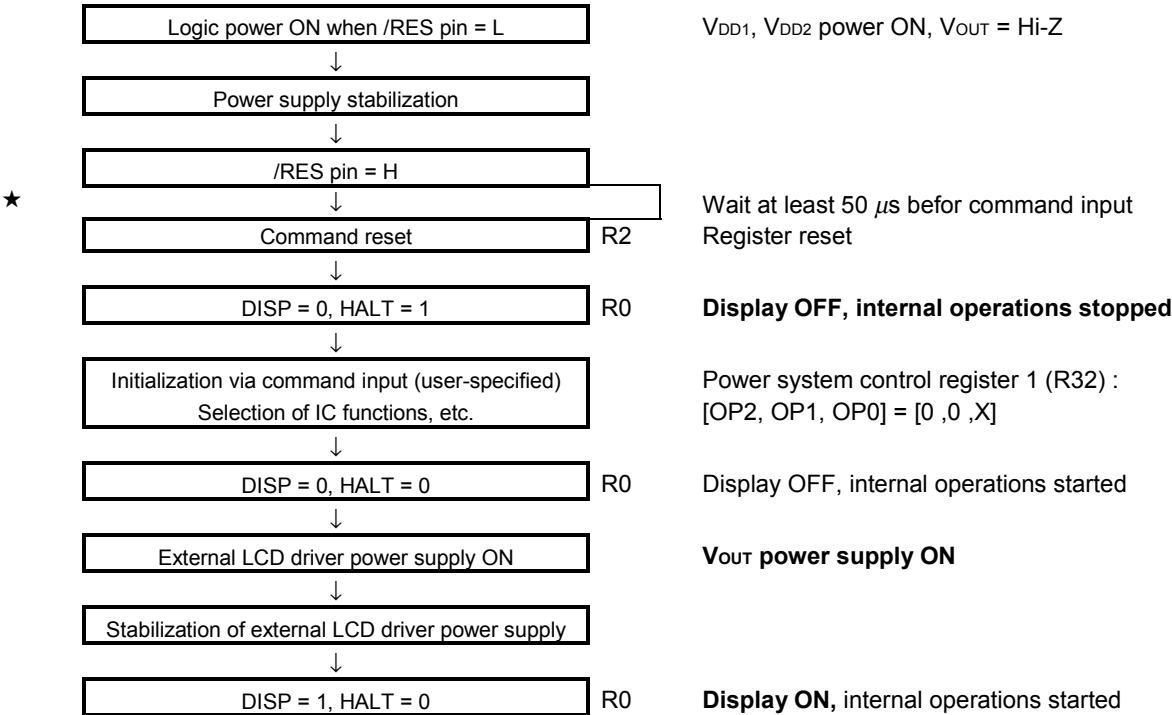 Logic power ON when /RES pin = L VDD1, VDD2 power ON, VOUT = Hi-Z
↓
Power supply stabilization
↓
/RES pin = H
★ ↓ Wait at least 50 μs befor command input
Command reset R2 Register reset
↓
DISP = 0, HALT = 1 R0 Display OFF, internal operations stopped
↓
Initialization via command input (user-specified) Power system control register 1 (R32) :
Selection of IC functions, etc. [OP2, OP1, OP0] = [0 ,0 ,X]
↓
DISP = 0, HALT = 0 R0 Display OFF, internal operations started
↓
External LCD driver power supply ON VOUT power supply ON
↓
Stabilization of external LCD driver power supply
↓
DISP = 1, HALT = 0 R0 Display ON, internal operations started